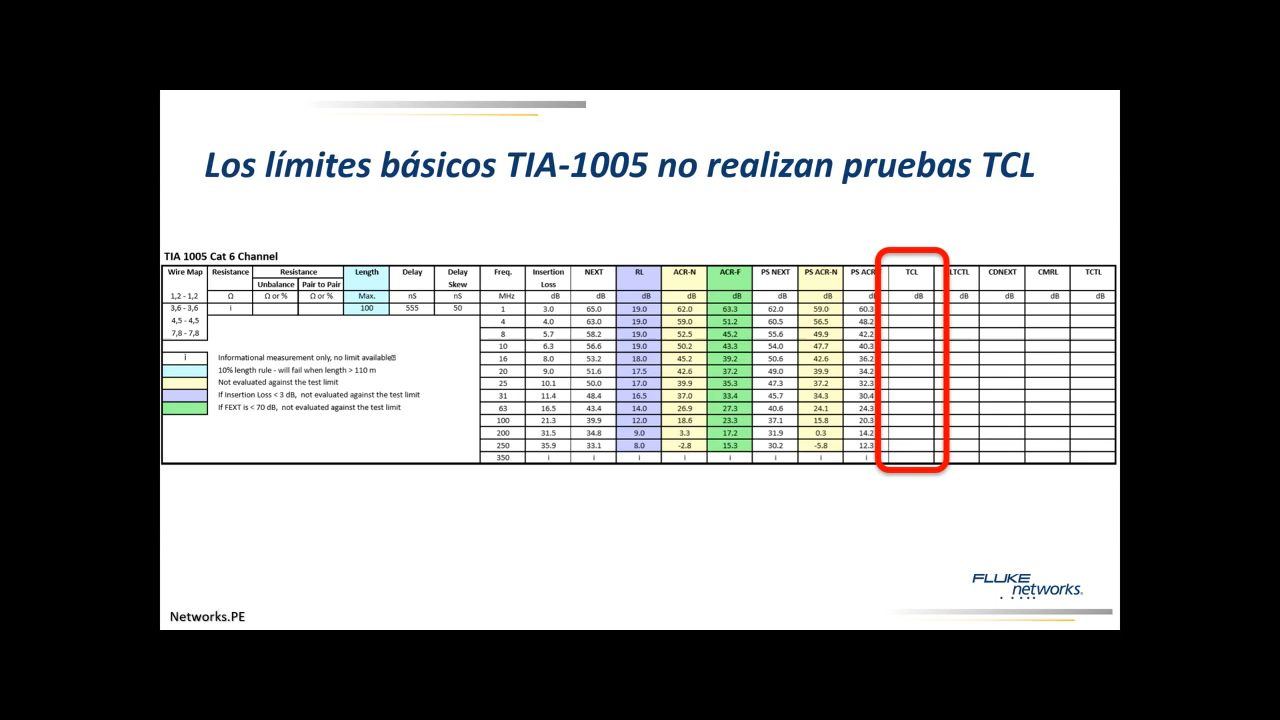 Los límites básicos TIA-1005 no realizan pruebas TCL
TIA 1005 Cat 6 Channel
Wire Map Resistance Resistance Length Delay Delay Freq. Insertion NEXT RL ACR-N ACR-F PS NEXT PS ACR-N PS ACR TCL LTCTL CDNEXT CMRL TCTL
Unbalance Pair to Pair Skew Loss
1,2 - 1,2 Ω Ω or % Ω or % Max. nS nS MHz dB dB dB dB dB dB dB dB dB dB dB dB dB
3,6 - 3,6 i 100 555 50 1 3.0 65.0 19.0 62.0 63.3 62.0 59.0 60.3
4,5 - 4,5 4 4.0 63.0 19.0 59.0 51.2 60.5 56.5 48.2
7,8 - 7,8 8 5.7 58.2 19.0 52.5 45.2 55.6 49.9 42.2
10 6.3 56.6 19.0 50.2 43.3 54.0 47.7 40.3
i Informational measurement only, no limit available 16 8.0 53.2 18.0 45.2 39.2 50.6 42.6 36.2
10% length rule - will fail when length > 110 m 20 9.0 51.6 17.5 42.6 37.2 49.0 39.9 34.2
Not evaluated against the test limit 25 10.1 50.0 17.0 39.9 35.3 47.3 37.2 32.3
If Insertion Loss < 3 dB, not evaluated against the test limit 31 11.4 48.4 16.5 37.0 33.4 45.7 34.3 30.4
If FEXT is < 70 dB, not evaluated against the test limit 63 16.5 43.4 14.0 26.9 27.3 40.6 24.1 24.3
100 21.3 39.9 12.0 18.6 23.3 37.1 15.8 20.3
200 31.5 34.8 9.0 3.3 17.2 31.9 0.3 14.2
250 35.9 33.1 8.0 -2.8 15.3 30.2 -5.8 12.3
350 i i i i i i i i
FLUKE
networks.
Networks.PE